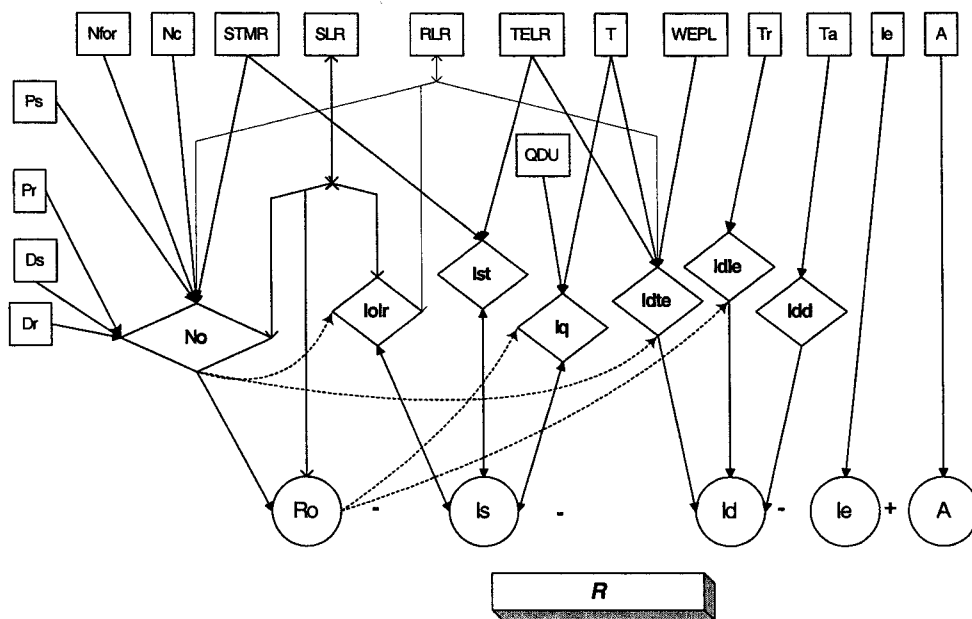 Nfor Nc STMR SLR RLR TELR T WEPL Tr Ta Ie A
Ps
QDU
Pr
Ds
Dr
Ist
Idle
Idte
Idd
Iolr
Iq
No
Ro - Is - Id - Ie + A
R